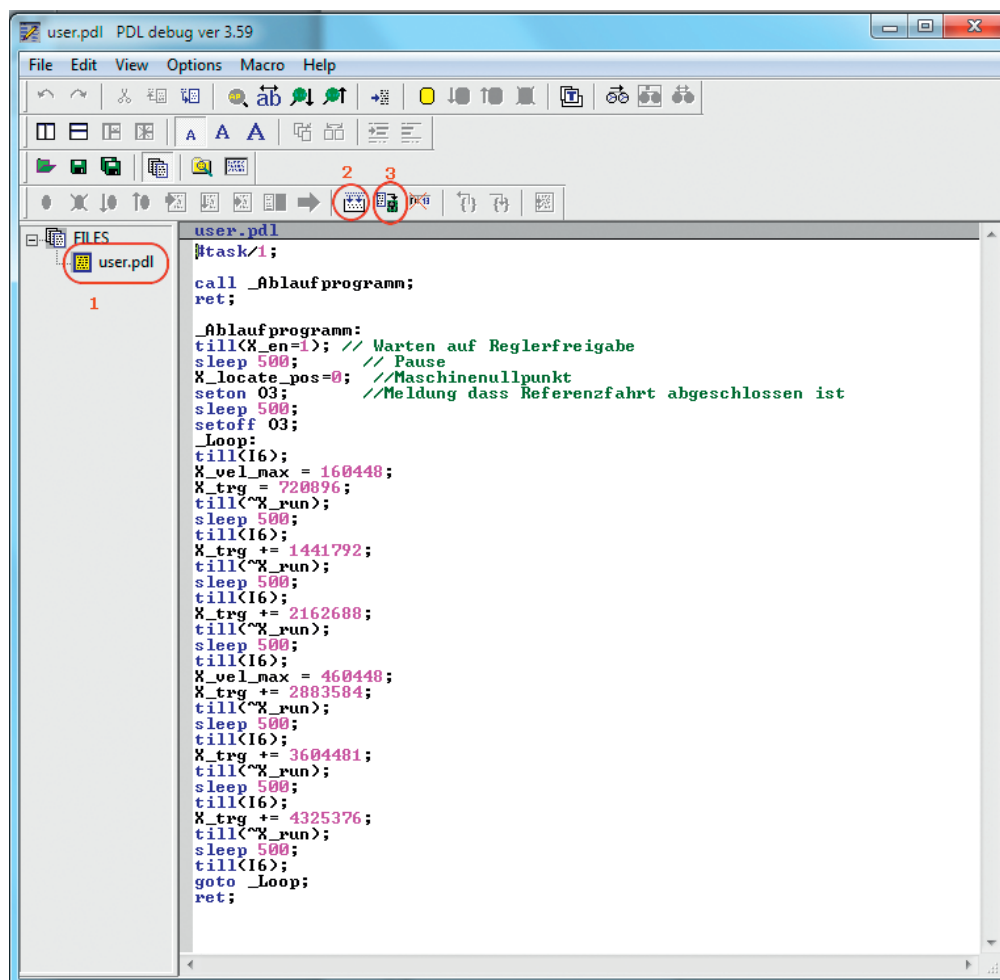 user.pdl   PDL debug ver 3.59
File Edit View Options Macro Help
2 3
FILES
user.pdl
1
user.pdl
#task/1;
call _Ablaufprogramm;
ret;
_Ablaufprogramm:
till(X_en=1); // Warten auf Reglerfreigabe
sleep 500;      // Pause
X_locate_pos=0;  //Maschinenullpunkt
seton O3;       //Meldung dass Referenzfahrt abgeschlossen ist
sleep 500;
setoff O3;
_Loop:
till(I6);
X_vel_max = 160448;
X_trg = 720896;
till(~X_run);
sleep 500;
till(I6);
X_trg += 1441792;
till(~X_run);
sleep 500;
till(I6);
X_trg += 2162688;
till(~X_run);
sleep 500;
till(I6);
X_vel_max = 460448;
X_trg += 2883584;
till(~X_run);
sleep 500;
till(I6);
X_trg += 3604481;
till(~X_run);
sleep 500;
till(I6);
X_trg += 4325376;
till(~X_run);
sleep 500;
till(I6);
goto _Loop;
ret;